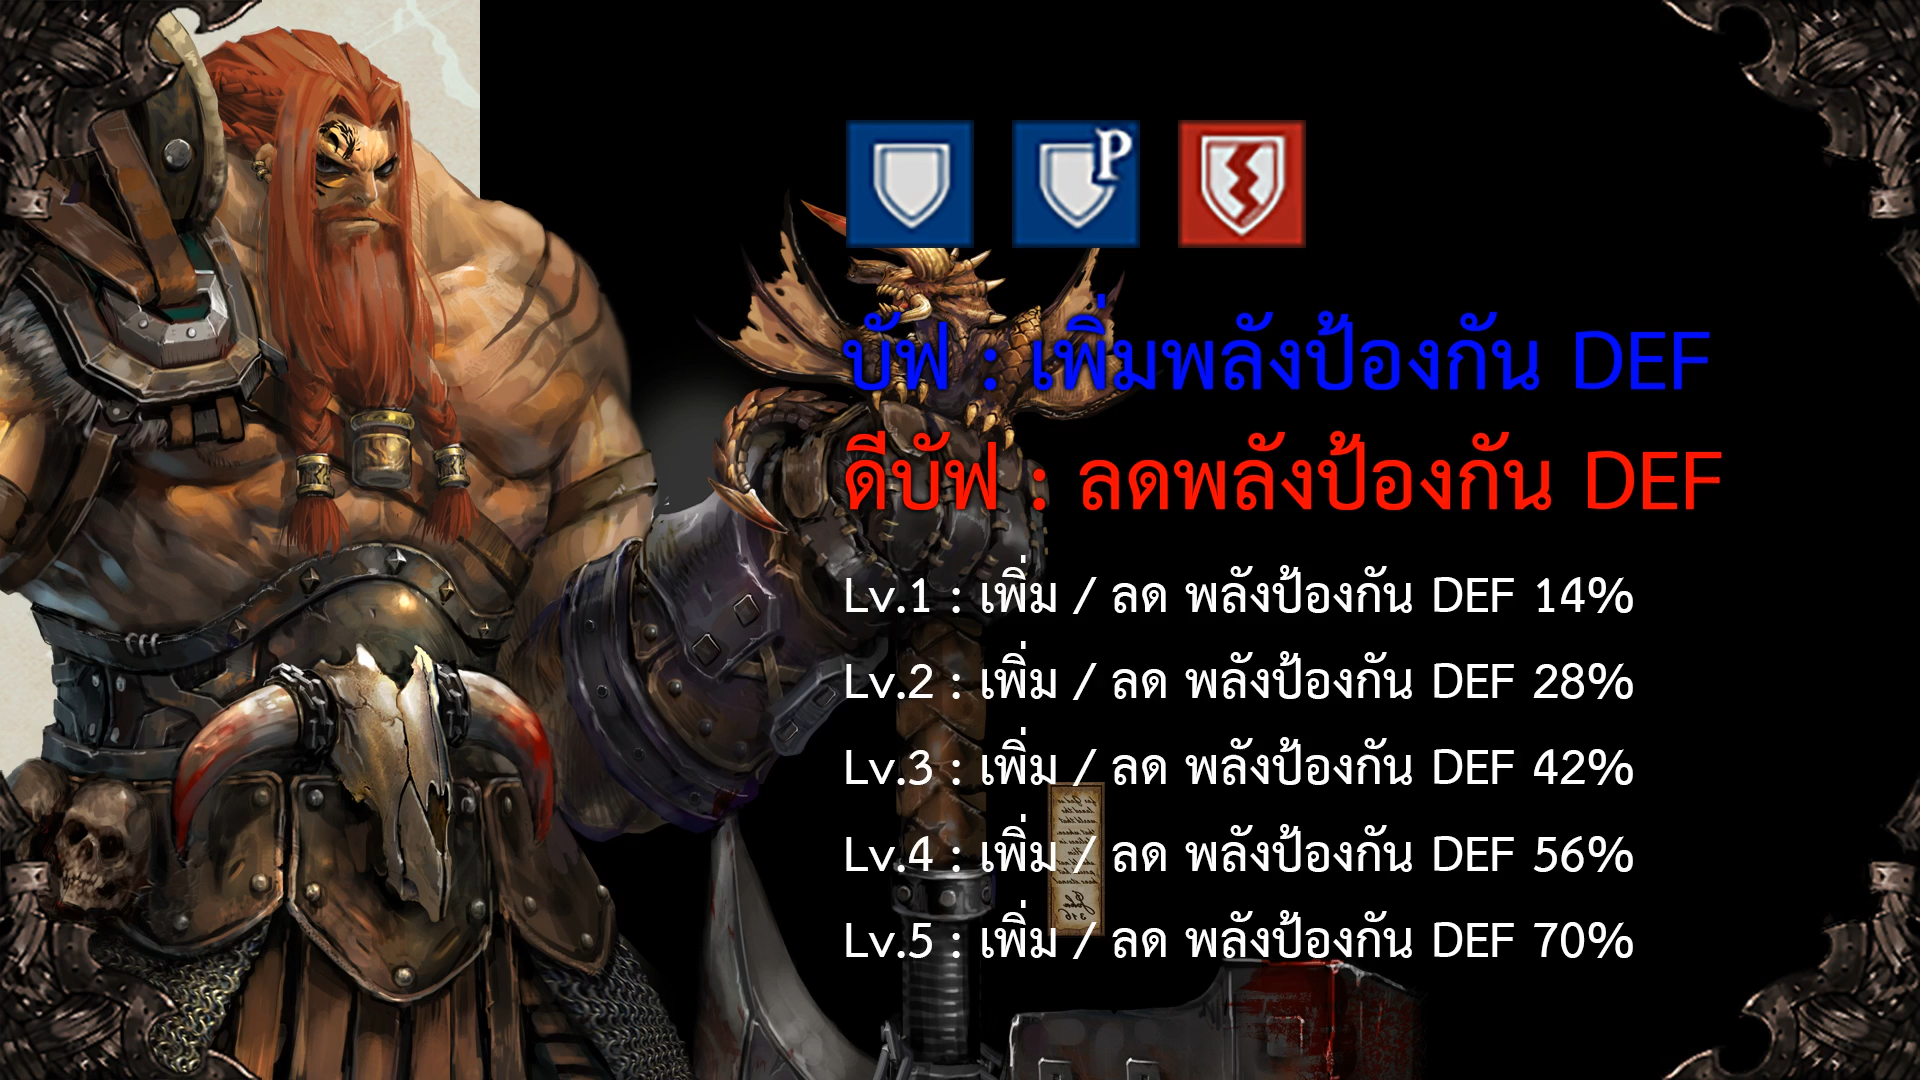 P
บัฟ : เพิ่มพลังป้องกัน DEF
ดีบัฟ : ลดพลังป้องกัน DEF
Lv.1 : เพิ่ม / ลด พลังป้องกัน DEF 14%
Lv.2 : เพิ่ม / ลด พลังป้องกัน DEF 28%
Lv.3 : เพิ่ม / ลด พลังป้องกัน DEF 42%
Lv.4 : เพิ่ม / ลด พลังป้องกัน DEF 56%
Lv.5 : เพิ่ม / ลด พลังป้องกัน DEF 70%